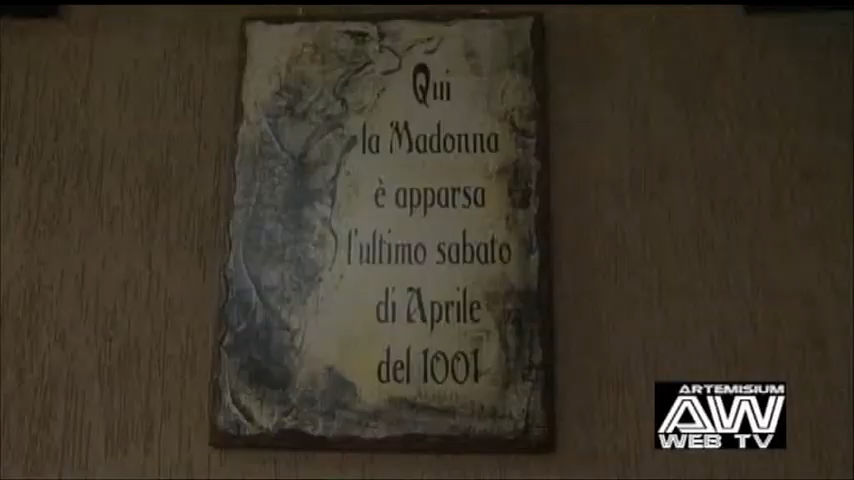 Qui
la Madonna
è apparsa
l'ultimo sabato
di Aprile
del 1001
ARTEMISIUM
AW
WEB TV